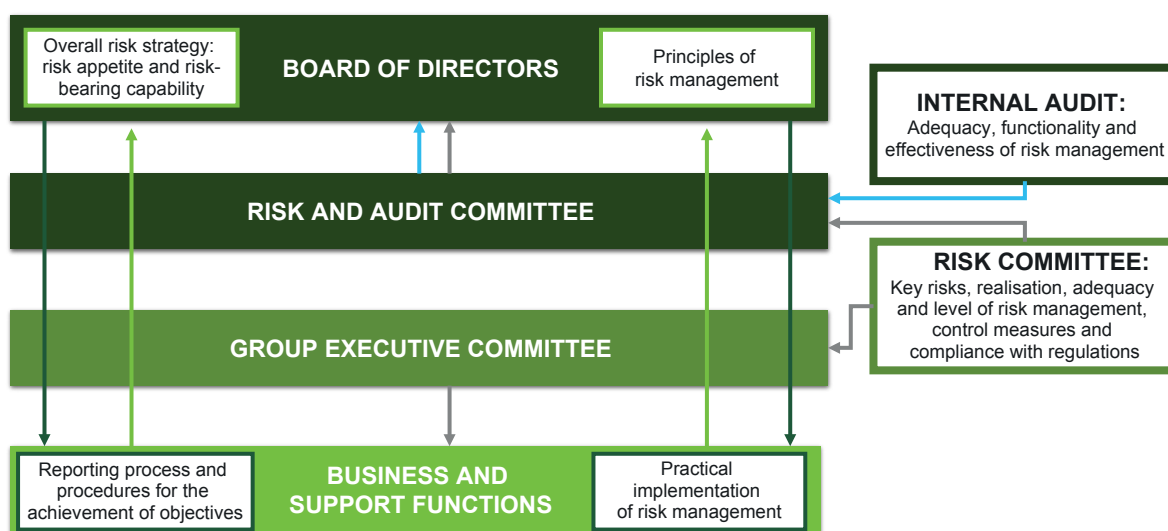 Overall risk strategy:
risk appetite and risk-
bearing capability
BOARD OF DIRECTORS
Principles of
risk management
INTERNAL AUDIT:
Adequacy, functionality and
effectiveness of risk management
RISK AND AUDIT COMMITTEE
RISK COMMITTEE:
Key risks, realisation, adequacy
and level of risk management,
control measures and
compliance with regulations
GROUP EXECUTIVE COMMITTEE
Reporting process and
procedures for the
achievement of objectives
BUSINESS AND
SUPPORT FUNCTIONS
Practical
implementation
of risk management